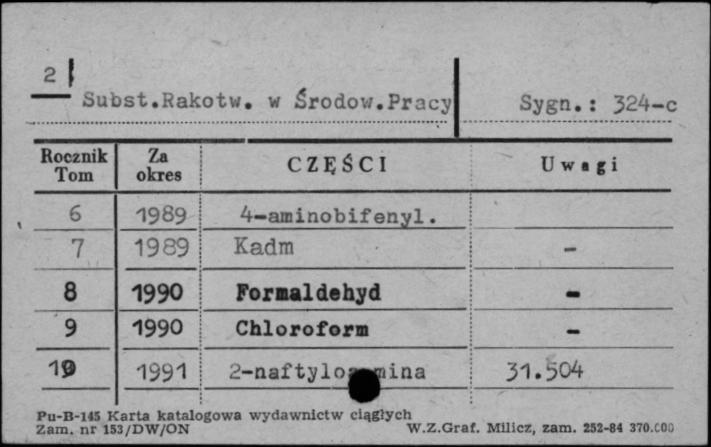 2
Subst.Rakotw. w Środow.Pracy Sygn.: 324-c
Rocznik Tom Za okres CZĘŚCI Uwagi
6 1989 4-aminobifenyl.
7 1989 Kadm -
8 1990 Formaldehyd -
9 1990 Chloroform -
10 1991 31.504
Pu-B-145 Karta katalogowa wydawnictw ciągłych
Zam. nr 153/DW/ON W.Z.Graf. Milicz, zam. 252-84 370.000